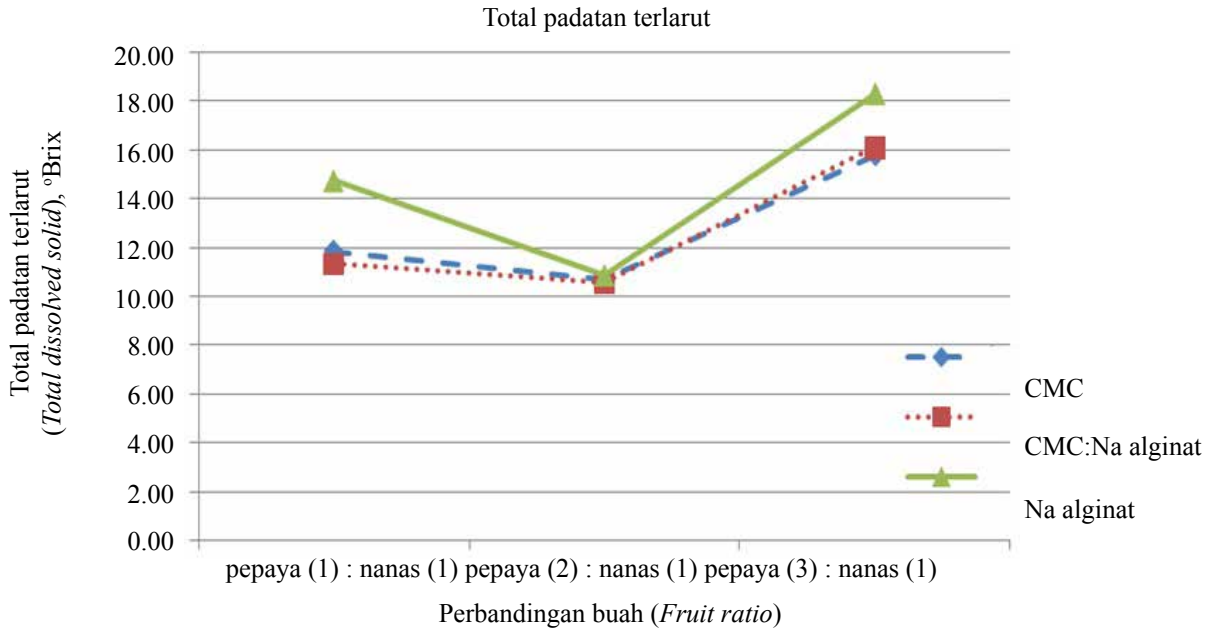 Total padatan terlarut
Total padatan terlarut
(Total dissolved solid), °Brix
20.00
18.00
16.00
14.00
12.00
10.00
8.00
6.00
4.00
2.00
0.00
CMC
CMC:Na alginat
Na alginat
pepaya (1) : nanas (1) pepaya (2) : nanas (1) pepaya (3) : nanas (1)
Perbandingan buah (Fruit ratio)